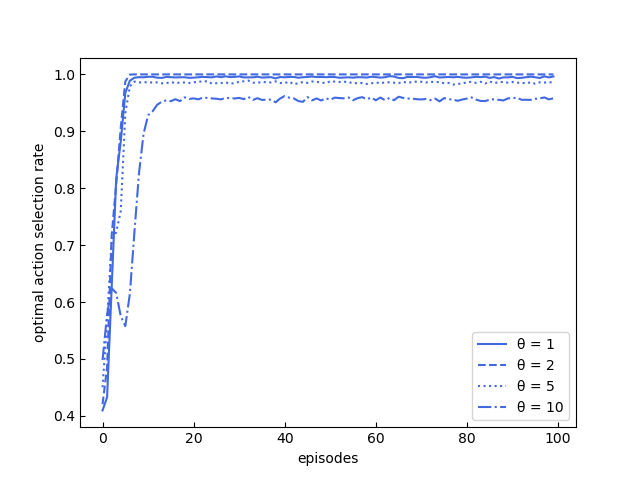 1.0
0.9
0.8
0.7
0.6
0.5
0.4
optimal action selection rate
0
20
40
60
80
100
episodes
θ = 1
θ = 2
θ = 5
θ = 10